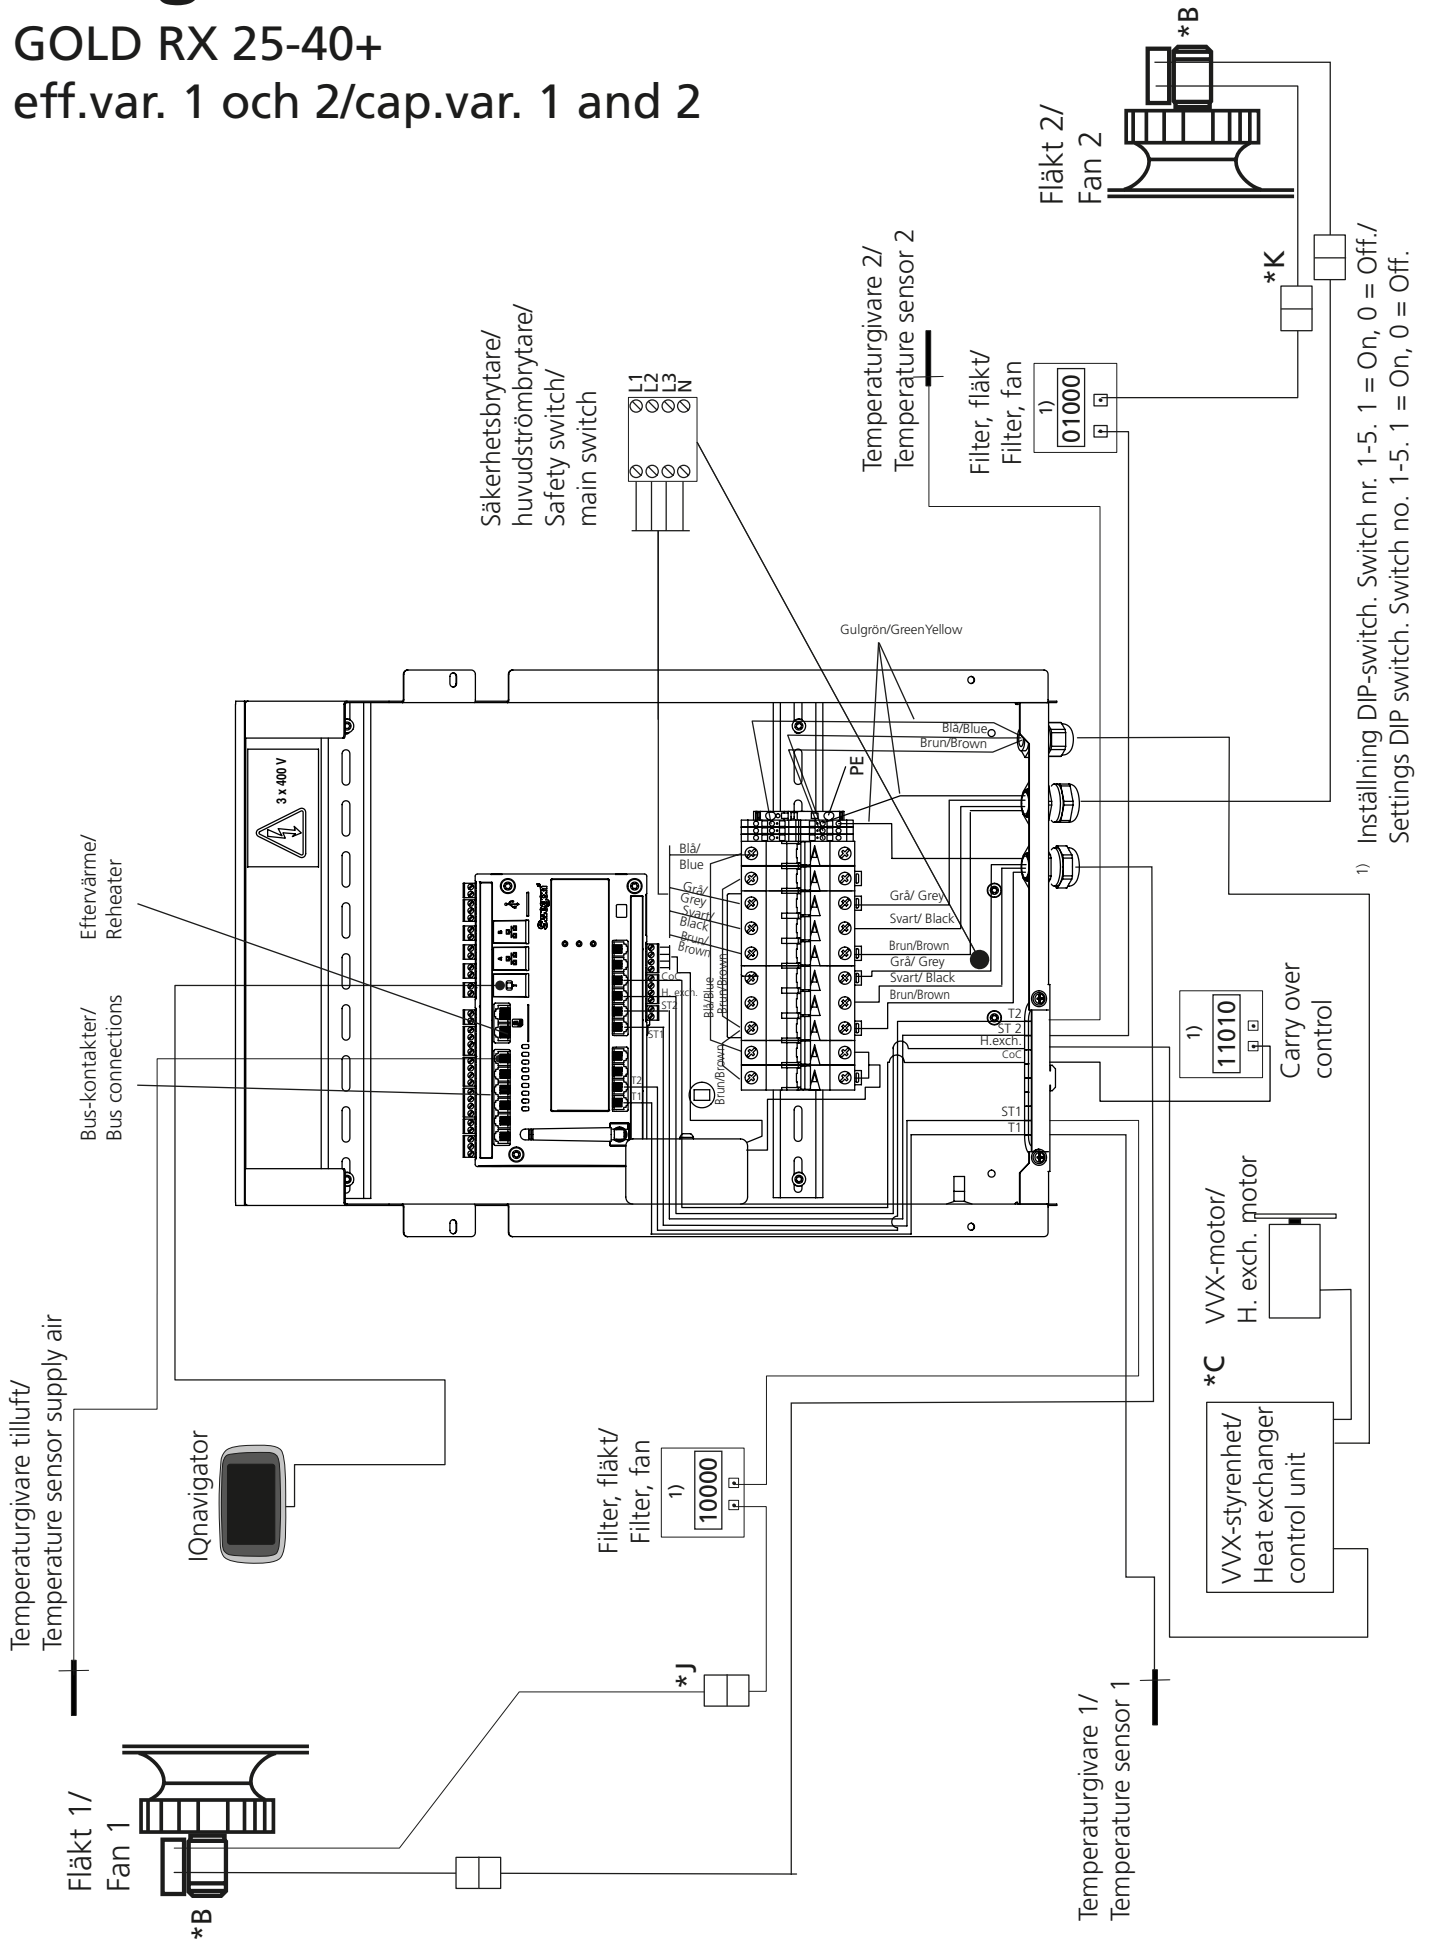 GOLD RX 25-40+
eff.var. 1 och 2/cap.var. 1 and 2
*B
Fläkt 2/
Fan 2
*K
Temperaturgivare 2/
Temperature sensor 2
Filter, fläkt/
Filter, fan
1)
01000
Säkerhetsbrytare/
huvudströmbrytare/
Safety switch/
main switch
L1
L2
L3
N
1) Inställning DIP-switch. Switch nr. 1-5. 1 = On, 0 = Off./
Settings DIP switch. Switch no. 1-5. 1 = On, 0 = Off.
Gulgrön/GreenYellow
Blå/Blue
Brun/Brown
PE
3 x 400 V
Eftervärme/
Reheater
Bus-kontakter/
Bus connections
Swegon
Blå/
Blue
Grå/
Grey
Svart/
Black
Brun/
Brown
Blå/Blue
Brun/Brown
Brun/Brown
CoC
H. exch.
ST2
ST1
T2
T1
Grå/ Grey
Svart/ Black
Brun/Brown
Grå/ Grey
Svart/ Black
Brun/Brown
T2
ST 2
H.exch.
CoC
ST1
T1
1)
11010
Carry over
control
VVX-motor/
H. exch. motor
*C
VVX-styrenhet/
Heat exchanger
control unit
Temperaturgivare tilluft/
Temperature sensor supply air
IQnavigator
Filter, fläkt/
Filter, fan
1)
10000
*J
Fläkt 1/
Fan 1
*B
Temperaturgivare 1/
Temperature sensor 1